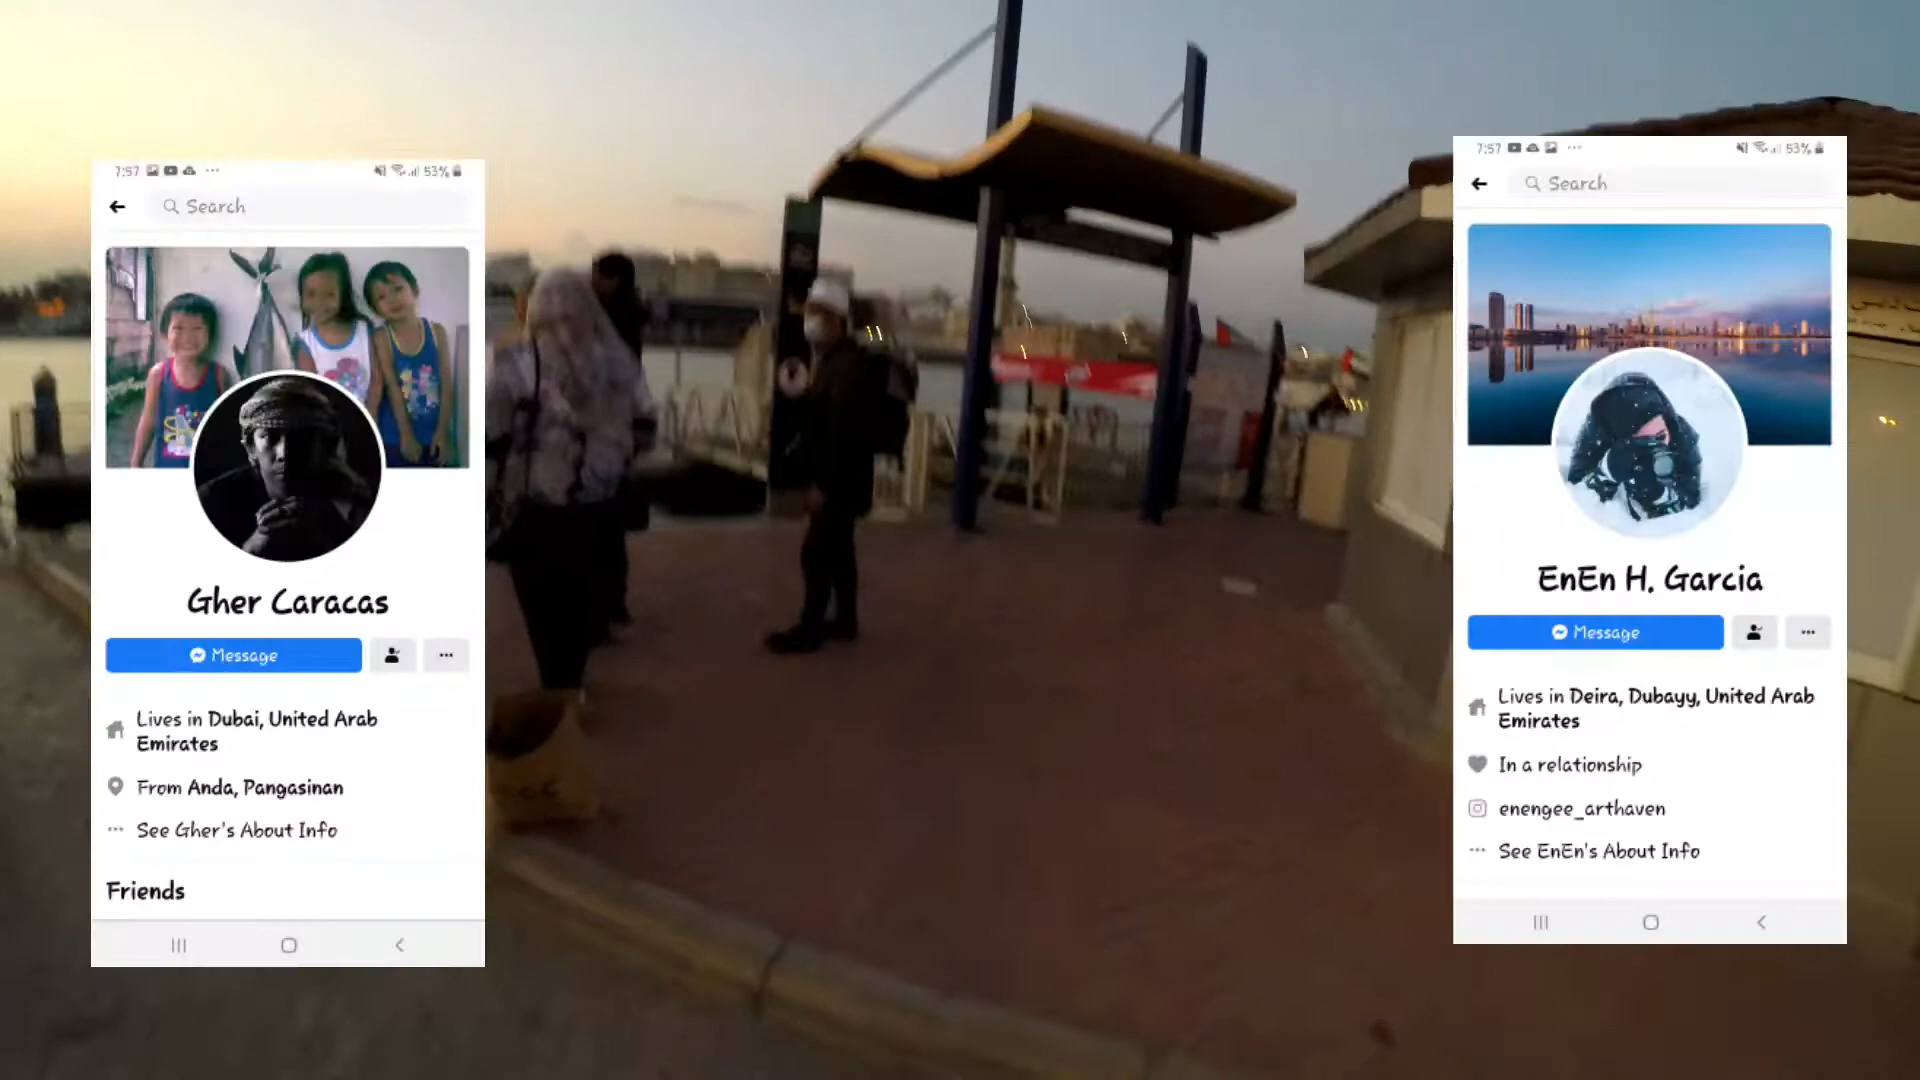 7:57
53%
Search
Gher Caracas
Message
Lives in Dubai, United Arab
Emirates
From Anda, Pangasinan
See Gher's About Info
Friends
7:57
53%
Search
EnEn H. Garcia
Message
Lives in Deira, Dubayy, United Arab
Emirates
In a relationship
enengee_arthaven
See EnEn's About Info